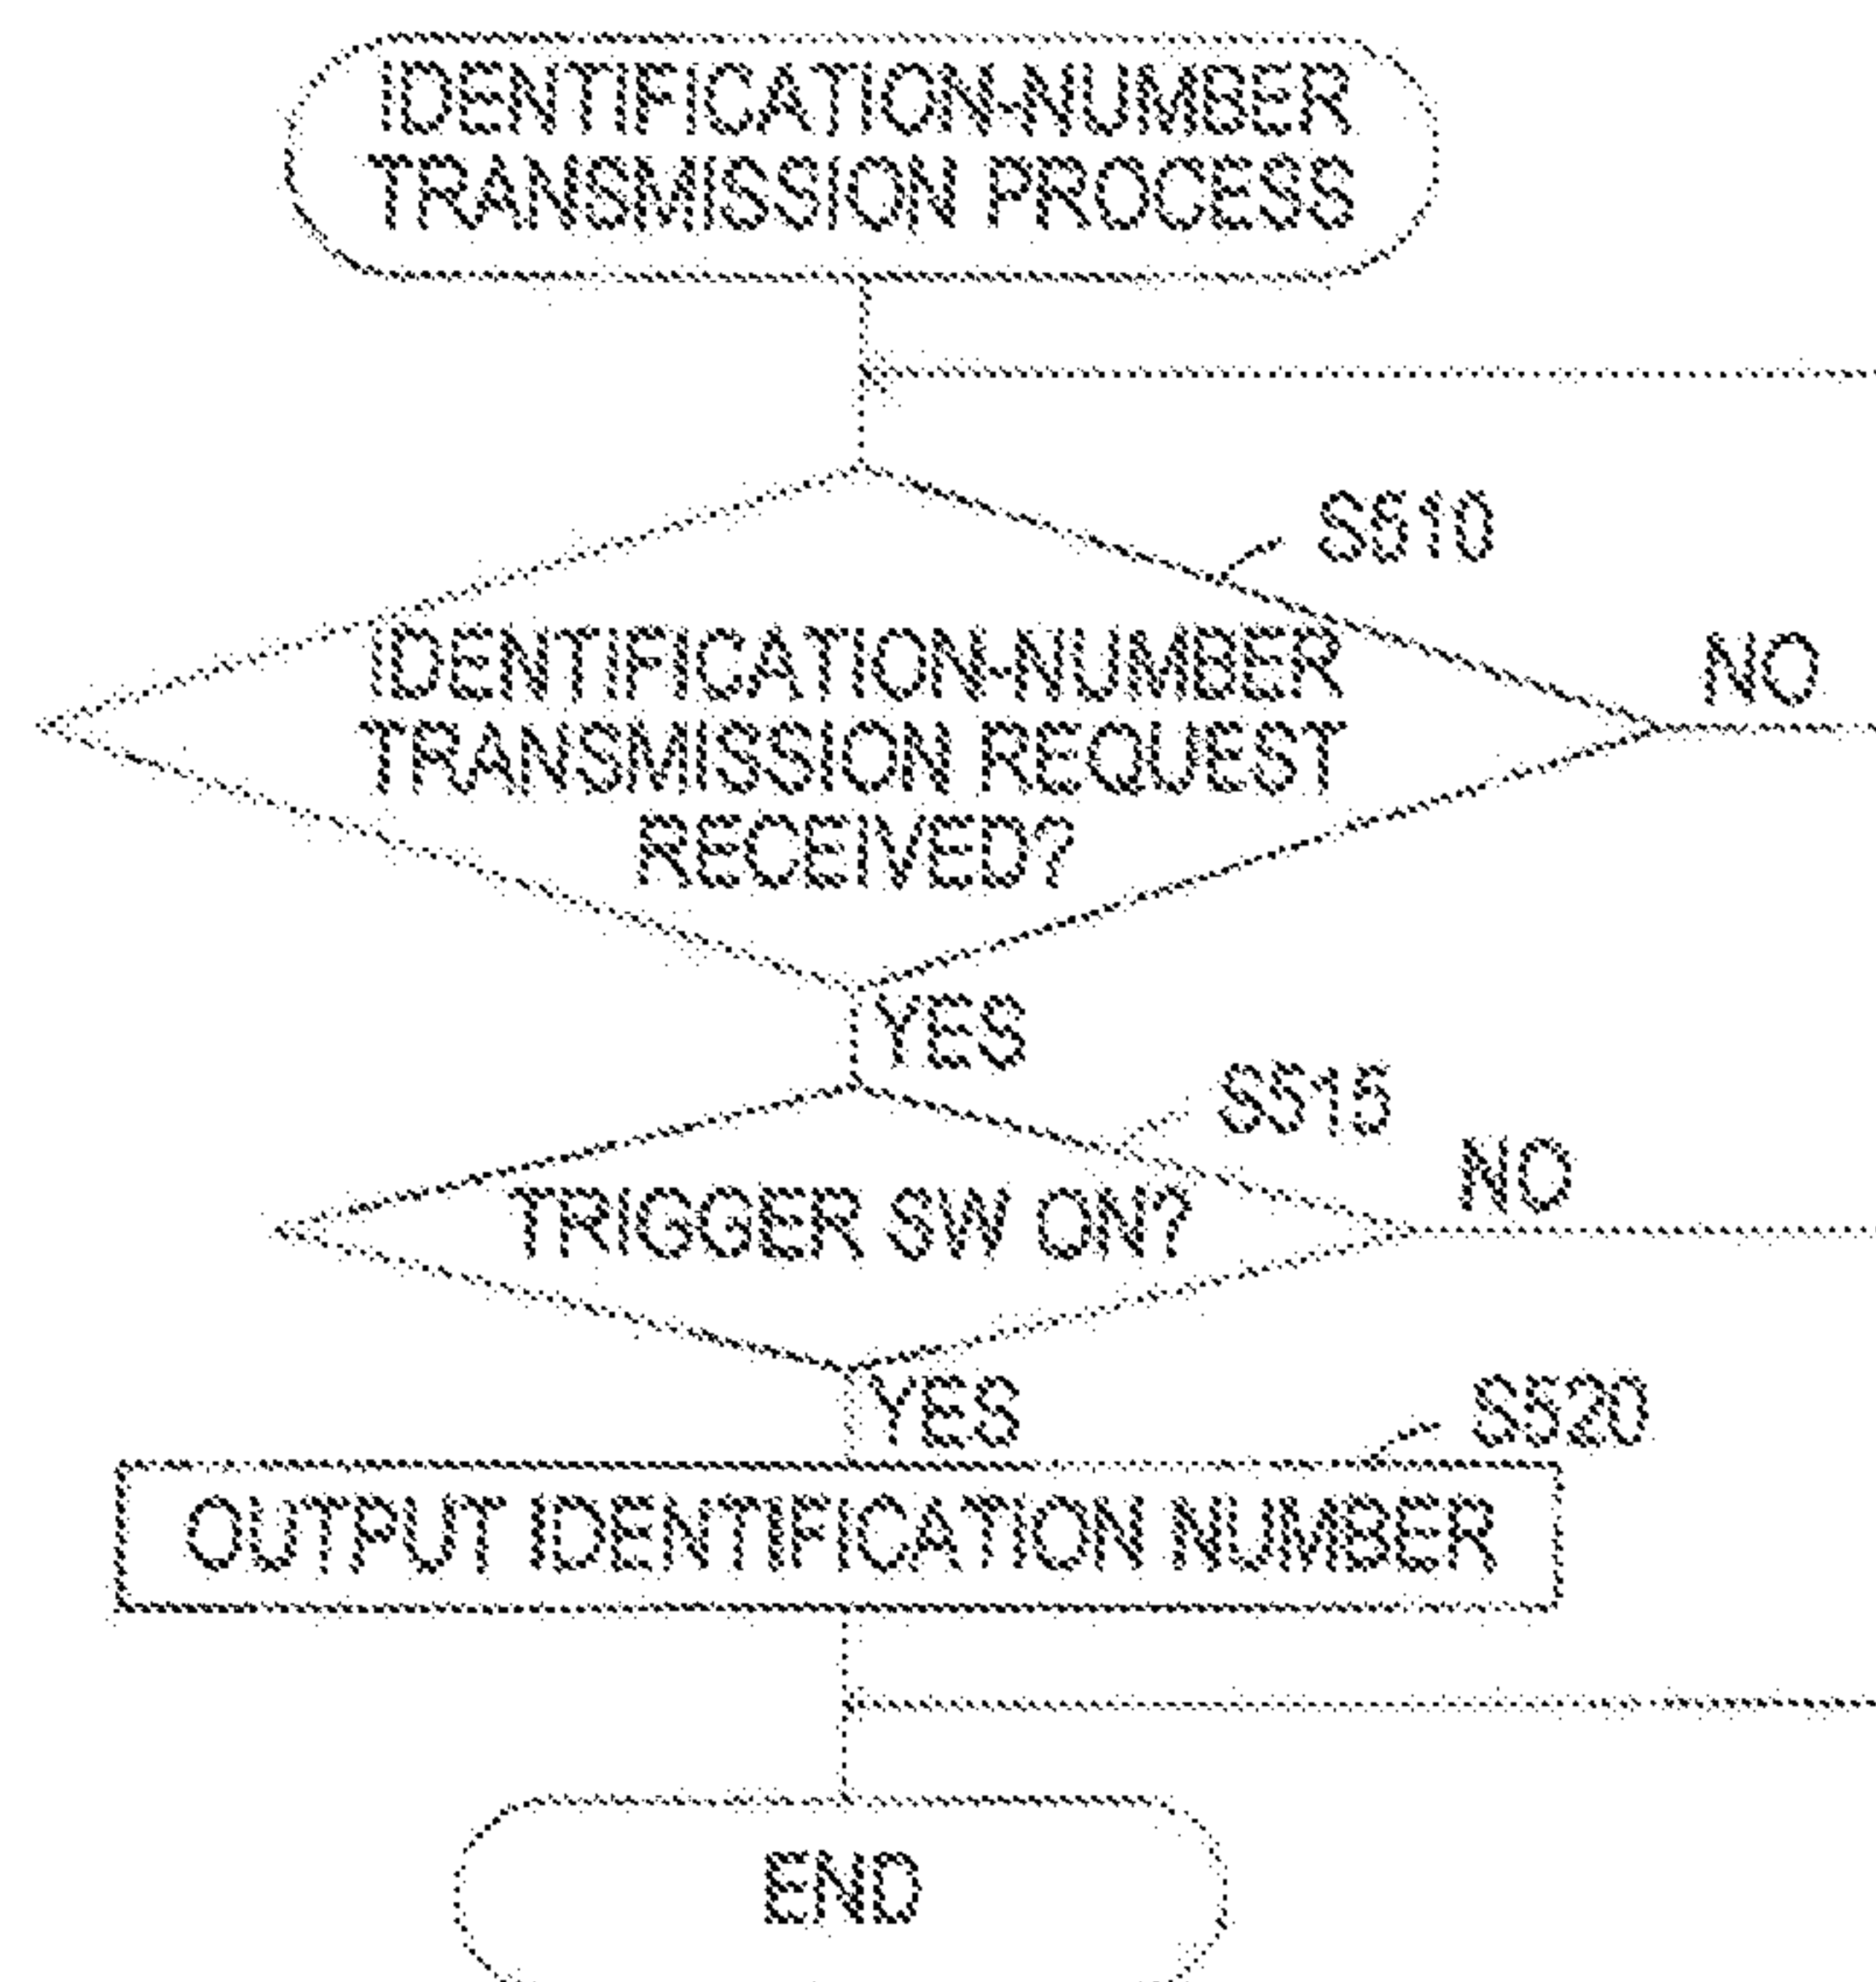 IDENTIFICATION-NUMBER
TRANSMISSION PROCESS
S510
IDENTIFICATION-NUMBER
TRANSMISSION REQUEST
RECEIVED?
NO
YES
S515
TRIGGER SW ON?
NO
YES
S520
OUTPUT IDENTIFICATION NUMBER
END